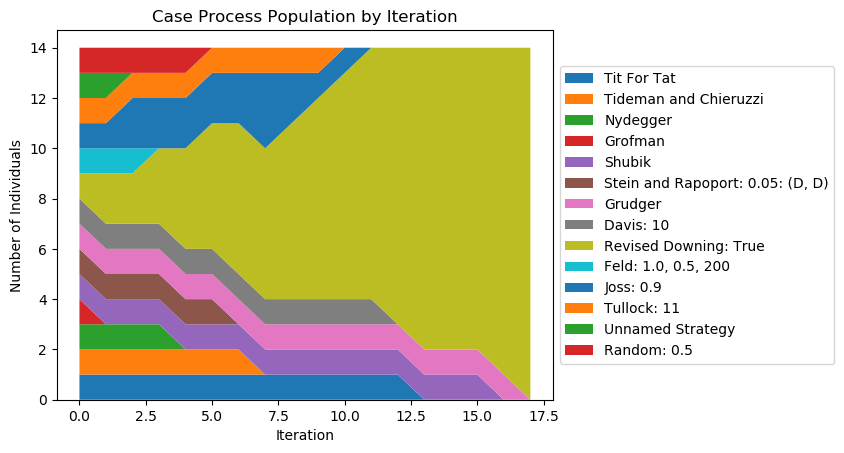 Case Process Population by Iteration
14
12
10
8
6
4
2
0
Number of Individuals
0.0 2.5 5.0 7.5 10.0 12.5 15.0 17.5
Iteration
Tit For Tat
Tideman and Chieruzzi
Nydegger
Grofman
Shubik
Stein and Rapoport: 0.05: (D, D)
Grudger
Davis: 10
Revised Downing: True
Feld: 1.0, 0.5, 200
Joss: 0.9
Tullock: 11
Unnamed Strategy
Random: 0.5